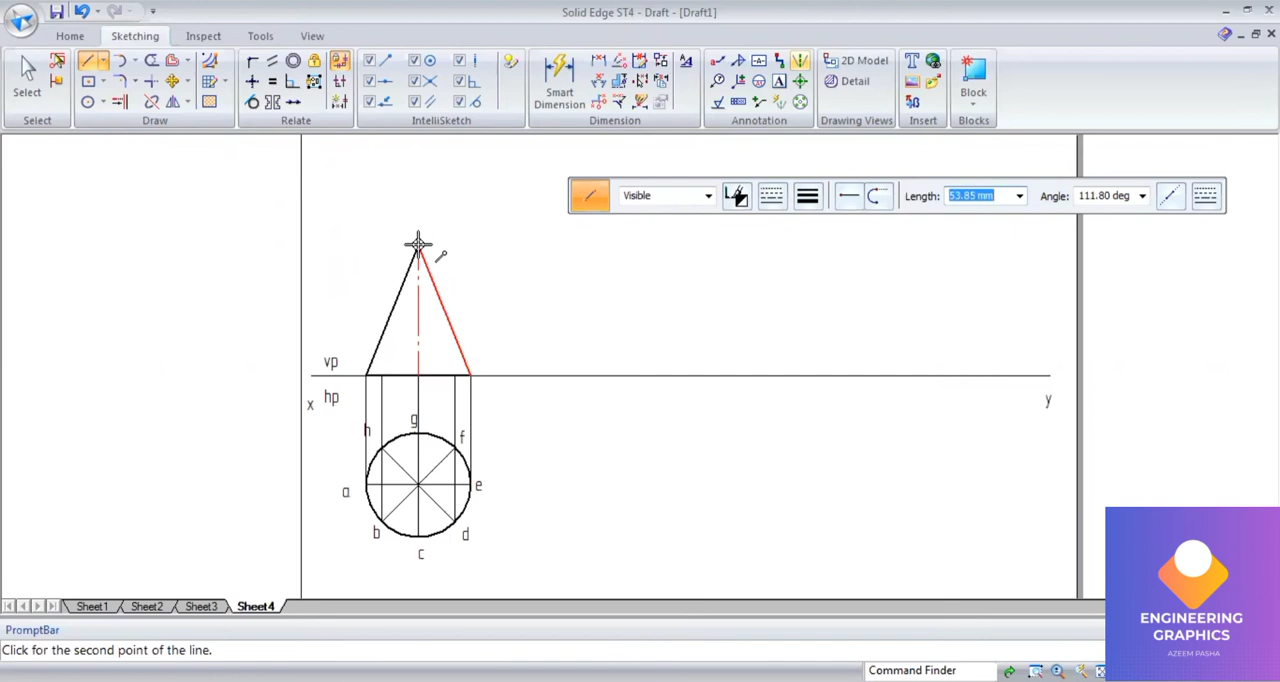 Solid Edge ST4 - Draft - [Draft1]
Home Sketching Inspect Tools View
Select
Smart Dimension
A
T
2D Model
Detail
Block
Select Draw Relate IntelliSketch Dimension Annotation Drawing Views Insert Blocks
Visible Length: 53.85 mm Angle: 111.80 deg
vp
x hp y
g
h f
a e
b d
c
Sheet1 Sheet2 Sheet3 Sheet4
PromptBar
Click for the second point of the line.
Command Finder
ENGINEERING
GRAPHICS
AZEEM PASHA